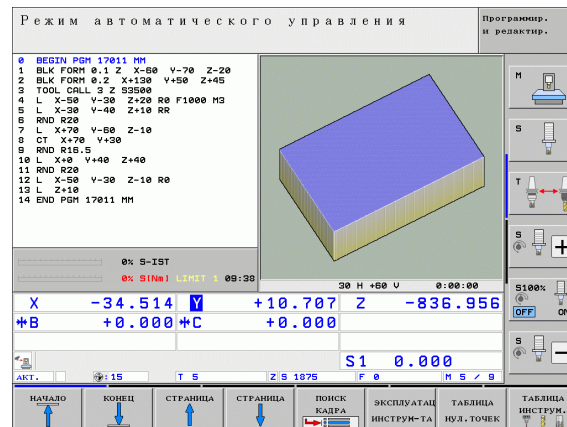 Режим автоматического управления
Программир.
и редактир.
0 BEGIN PGM 17011 MM
1 BLK FORM 0.1 Z X-60 Y-70 Z-20
2 BLK FORM 0.2 X+130 Y+50 Z+45
3 TOOL CALL 3 Z S3500
4 L X-50 Y-30 Z+20 R0 F1000 M3
5 L X-30 Y-40 Z+10 RR
6 RND R20
7 L X+70 Y-60 Z-10
8 CT X+70 Y+30
9 RND R16.5
10 L X+0 Y+40 Z+40
11 RND R20
12 L X-50 Y-30 Z-10 R0
13 L Z+10
14 END PGM 17011 MM
M
S
T
S
S100%
OFF ON
S
0% S-IST
0% S[Nm] LIMIT 1 09:38
30 H +60 V 0:00:00
X -34.514 Y +10.707 Z -836.956
B +0.000 C +0.000
S1 0.000
АКТ. :15 T 5 Z S 1875 F 0 M 5 / 9
НАЧАЛО
КОНЕЦ
СТРАНИЦА
СТРАНИЦА
ПОИСК
КАДРА
ЭКСПЛУАТАЦ
ИНСТРУМ-ТА
ТАБЛИЦА
НУЛ.ТОЧЕК
ТАБЛИЦА
ИНСТРУМ.